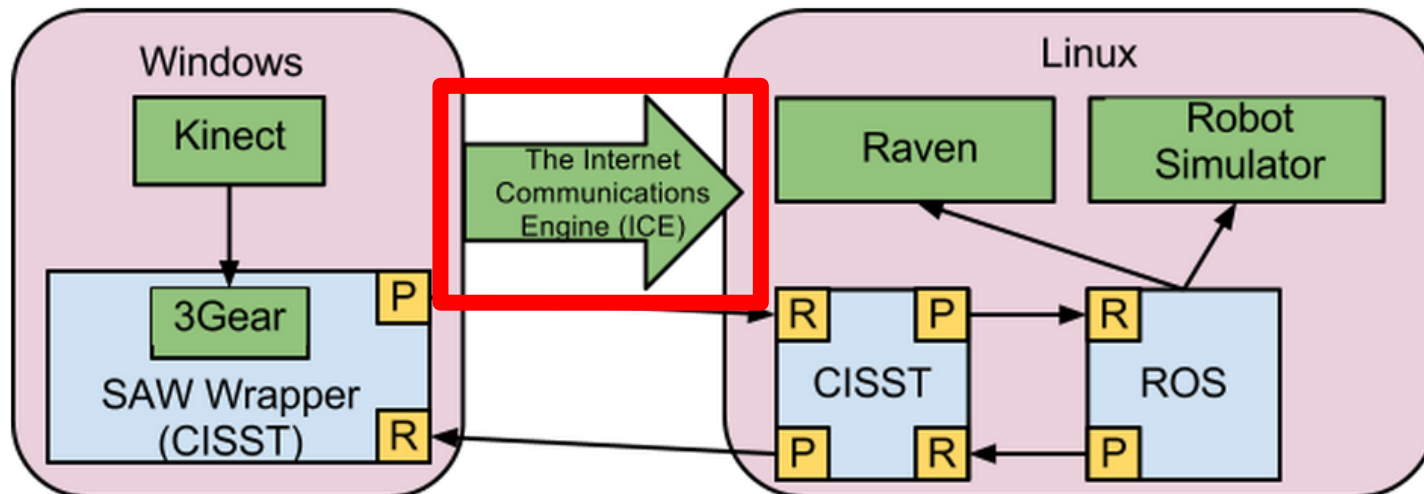 Windows
Kinect
3Gear
P
SAW Wrapper
(CISST)
R
The Internet
Communications
Engine (ICE)
Linux
Raven
Robot
Simulator
R
P
CISST
P
R
R
ROS
P